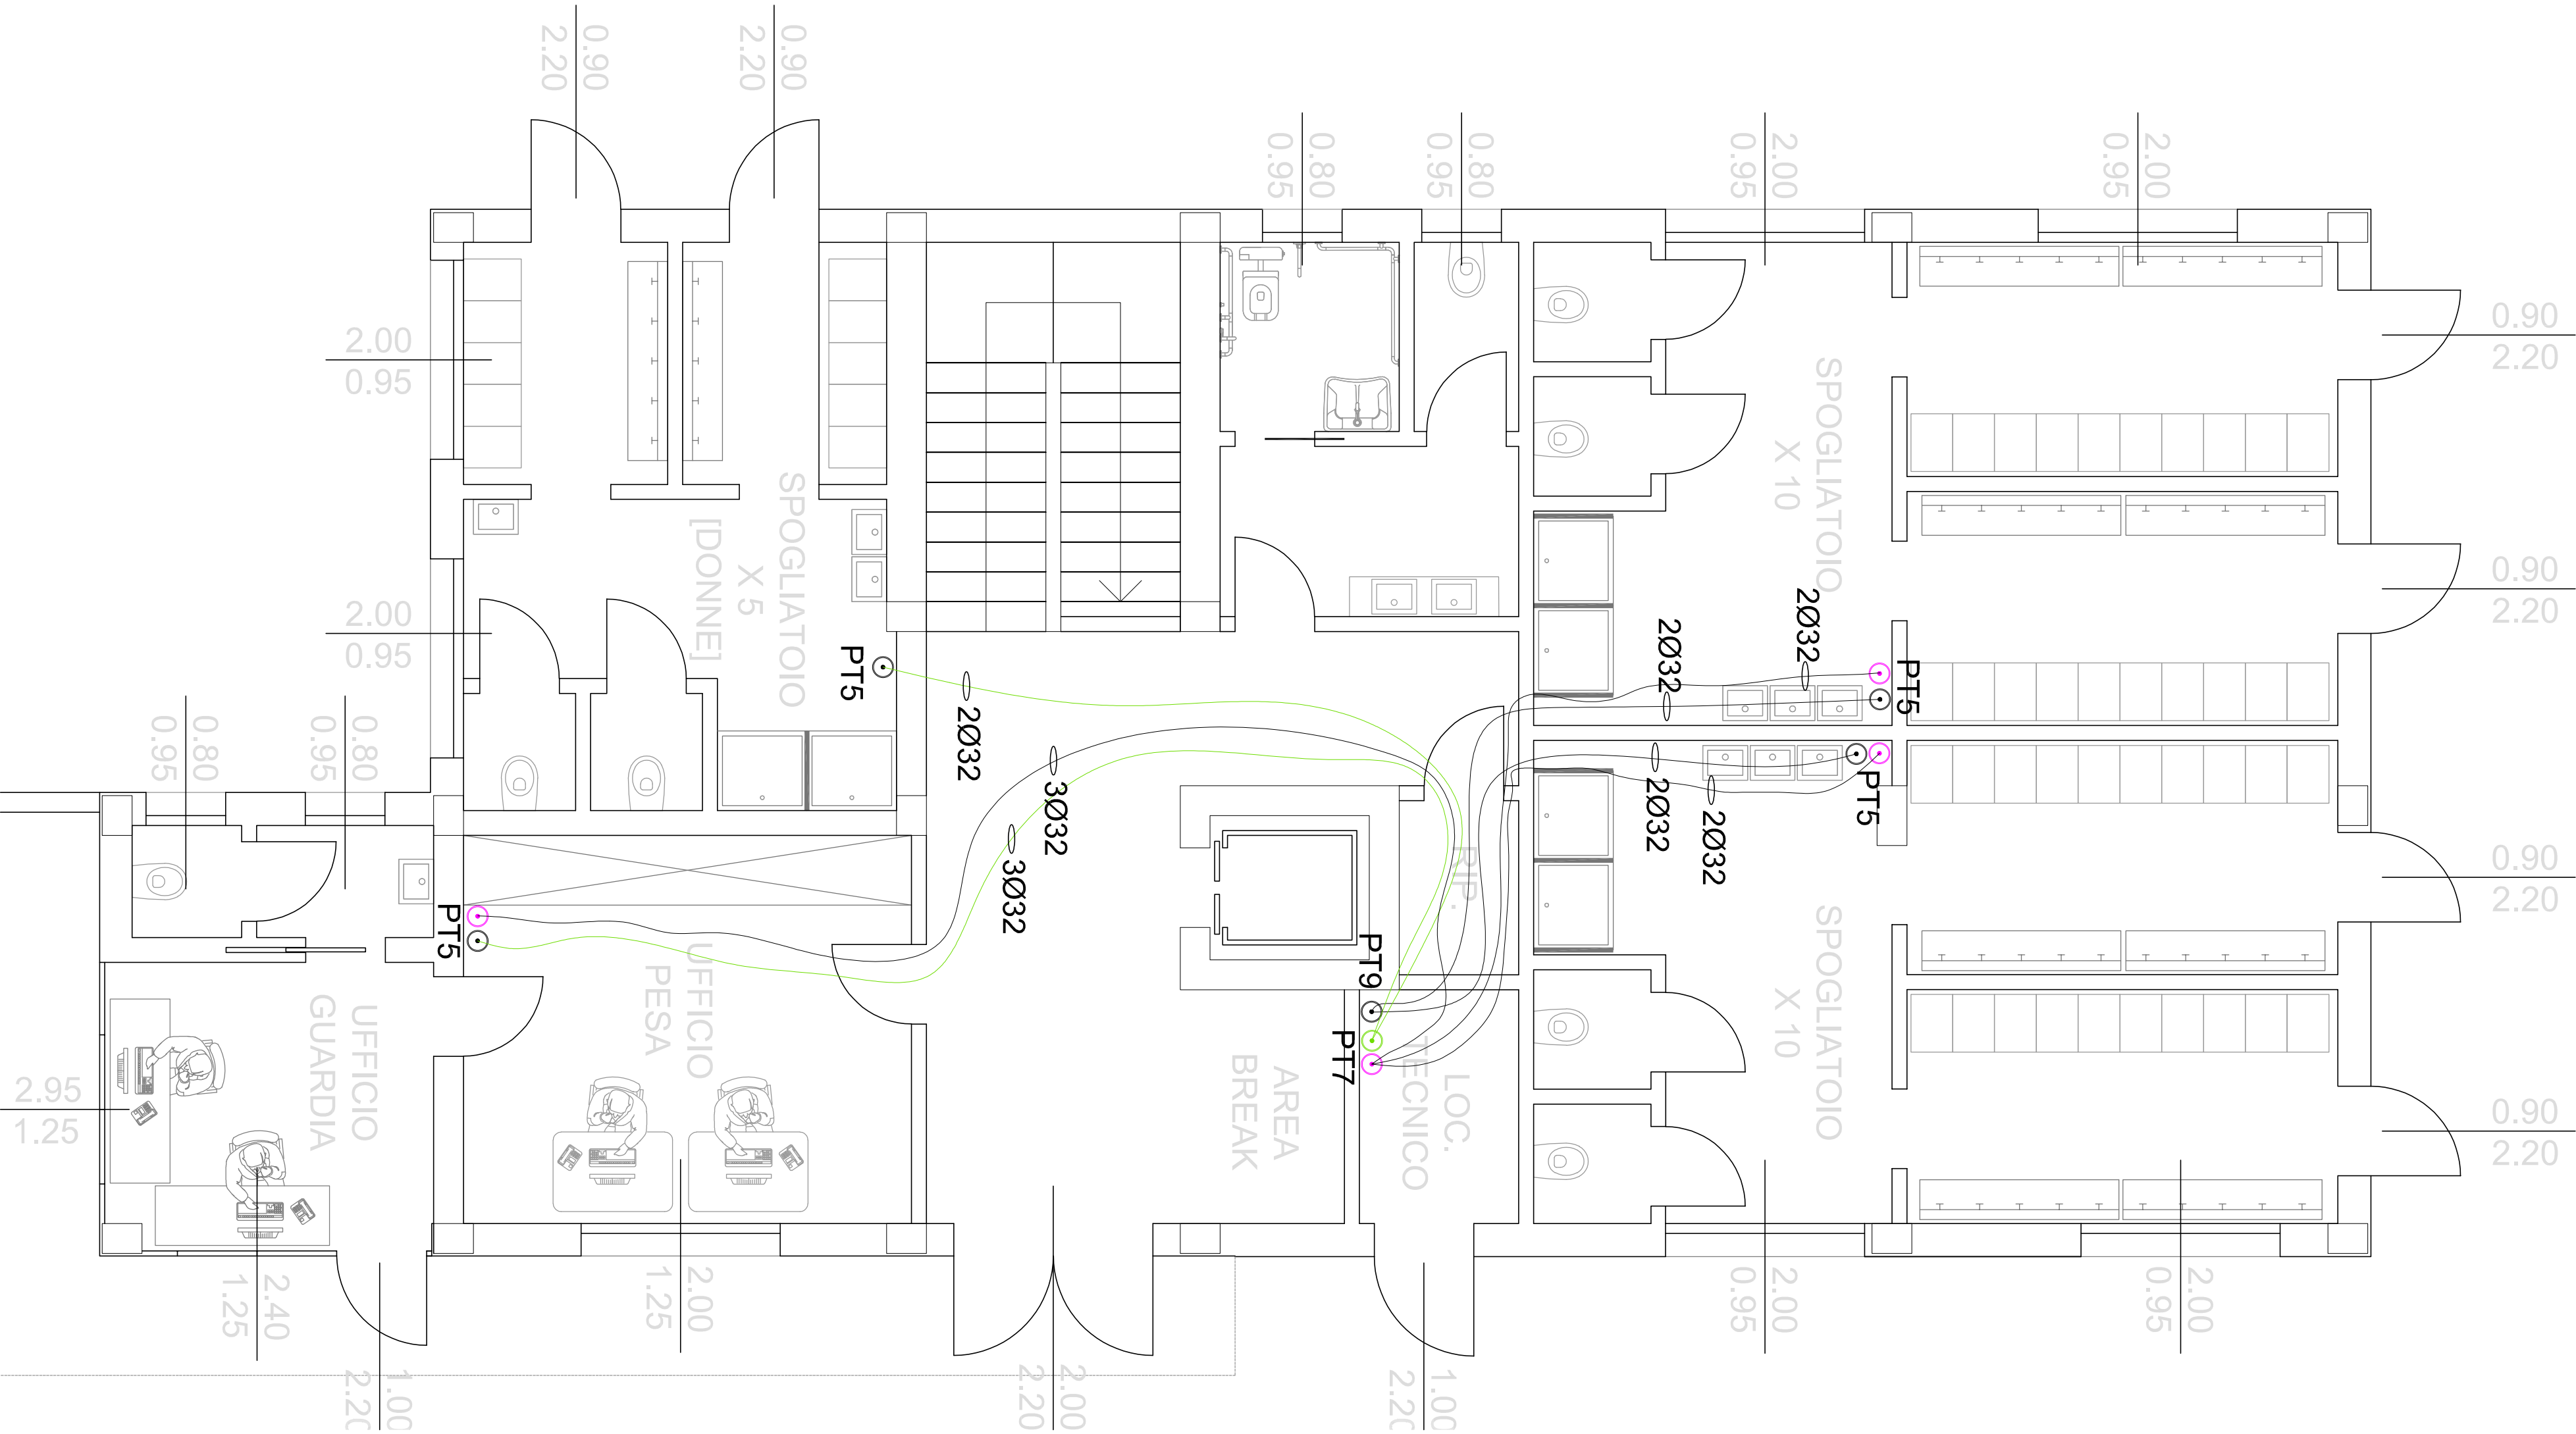 0.90
2.20
0.90
2.20
0.80
0.95
0.80
0.95
2.00
0.95
2.00
0.95
2.00
0.95
2.00
0.95
0.80
0.95
0.80
0.95
2.95
1.25
SPOGLIATOIO
X 5
[DONNE]
SPOGLIATOIO
X 10
SPOGLIATOIO
X 10
0.90
2.20
0.90
2.20
0.90
2.20
0.90
2.20
PT5
2Ø32
3Ø32
3Ø32
2Ø32
2Ø32
PT5
2Ø32
2Ø32
PT5
PT5
RIP.
PT9
PT7
UFFICIO
GUARDIA
UFFICIO
PESA
AREA
BREAK
LOC.
TECNICO
2.40
1.25
1.00
2.20
2.00
1.25
2.00
2.20
1.00
2.20
2.00
0.95
2.00
0.95